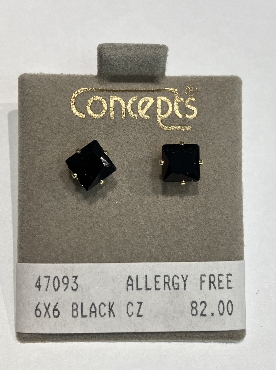 Concepts
47093 ALLERGY FREE
6X6 BLACK CZ 82.00